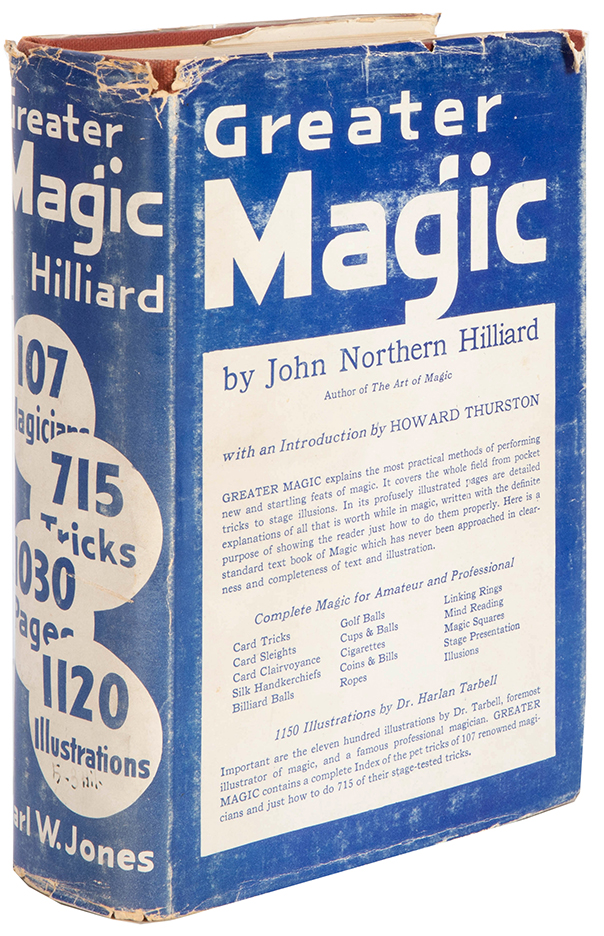 Greater
Magic
Hilliard
107
Magicians
715
Tricks
1030
Pages
1120
Illustrations
arl W. Jones
Greater
Magic
by John Northern Hilliard
Author of The Art of Magic
with an Introduction by HOWARD THURSTON
GREATER MAGIC explains the most practical methods of performing
new and startling feats of magic. It covers the whole field from pocket
tricks to stage illusions. In its profusely illustrated pages are detailed
explanations of all that is worth while in magic, written with the definite
purpose of showing the reader just how to do them properly. Here is a
standard text book of Magic which has never been approached in clear-
ness and completeness of text and illustration.
Complete Magic for Amateur and Professional
Card Tricks
Card Sleights
Card Clairvoyance
Silk Handkerchiefs
Billiard Balls
Golf Balls
Cups & Balls
Cigarettes
Coins & Bills
Ropes
Linking Rings
Mind Reading
Magic Squares
Stage Presentation
Illusions
1150 Illustrations by Dr. Harlan Tarbell
Important are the eleven hundred illustrations by Dr. Tarbell, foremost
illustrator of magic, and a famous professional magician. GREATER
MAGIC contains a complete Index of the pet tricks of 107 renowned magi-
cians and just how to do 715 of their stage-tested tricks.